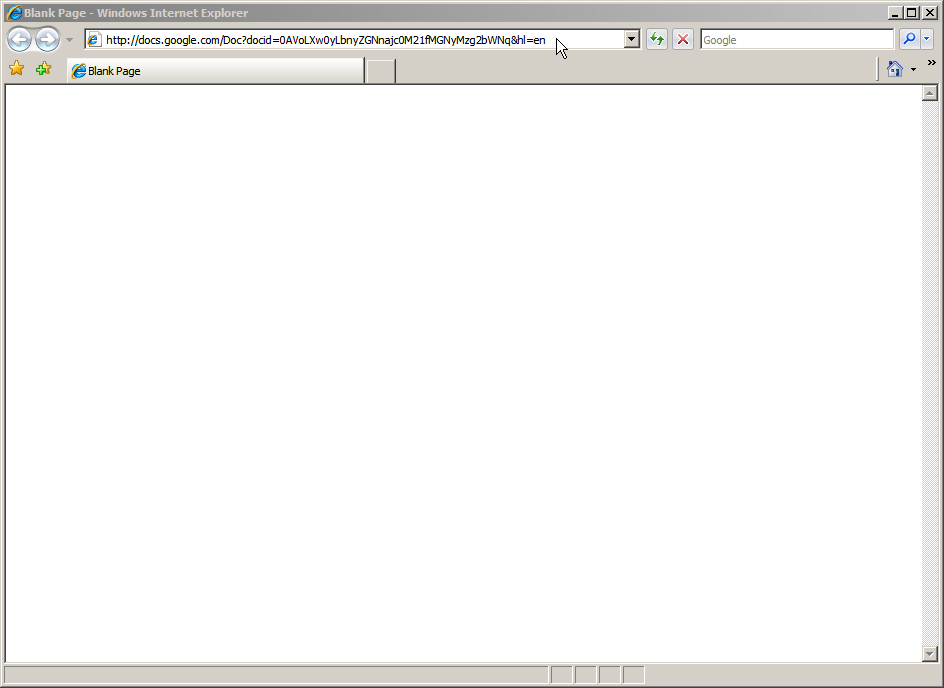 Blank Page - Windows Internet Explorer
http://docs.google.com/Doc?docid=0AVoLXw0yLbnyZGNnajc0M21fMGNyMzg2bWNq&hl=en
Google
Blank Page